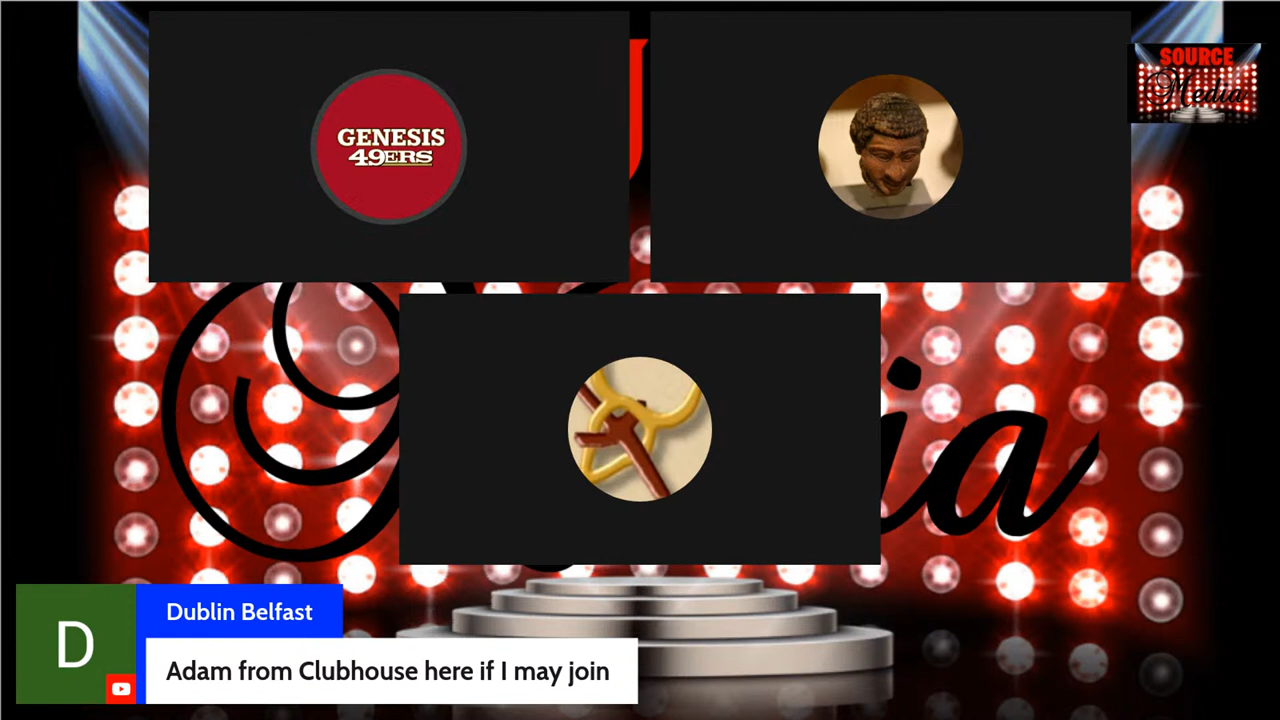 GENESIS
49ERS
SOURCE
Media
D
Dublin Belfast
Adam from Clubhouse here if I may join